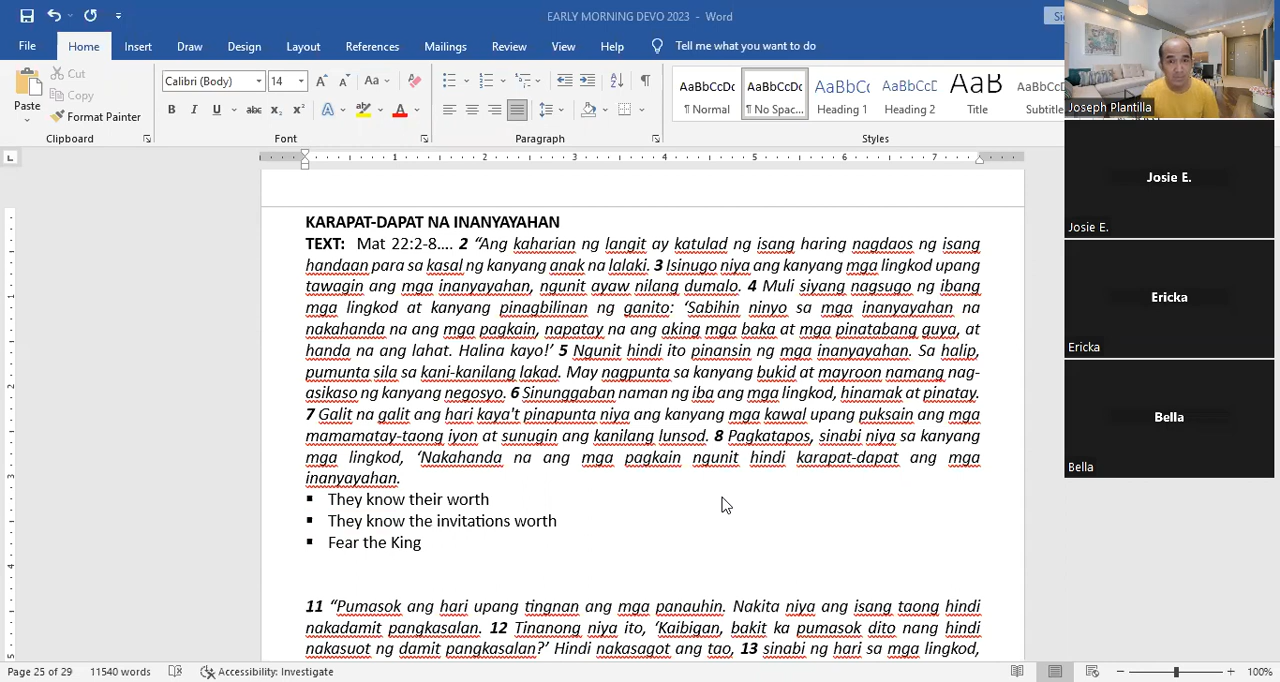 EARLY MORNING DEVO 2023 - Word
File Home Insert Draw Design Layout References Mailings Review View Help Tell me what you want to do
Paste
Cut
Copy
Format Painter
Clipboard
Calibri (Body) 14
Font
Paragraph
AaBbCcDc AaBbCcDc AaBbCc AaBbCcD AaB AaBbCcD
¶ Normal ¶ No Spac... Heading 1 Heading 2 Title Subtitle
Styles
1 2 3 4 5 6 7
KARAPAT-DAPAT NA INANYAYAHAN
TEXT: Mat 22:2-8.... 2 “Ang kaharian ng langit ay katulad ng isang haring nagdaos ng isang
handaan para sa kasal ng kanyang anak na lalaki. 3 Isinugo niya ang kanyang mga lingkod upang
tawagin ang mga inanyayahan, ngunit ayaw nilang dumalo. 4 Muli siyang nagsugo ng ibang
mga lingkod at kanyang pinagbilinan ng ganito: ‘Sabihin ninyo sa mga inanyayahan na
nakahanda na ang mga pagkain, napatay na ang aking mga baka at mga pinatabang guya, at
handa na ang lahat. Halina kayo!’ 5 Ngunit hindi ito pinansin ng mga inanyayahan. Sa halip,
pumunta sila sa kani-kanilang lakad. May nagpunta sa kanyang bukid at mayroon namang nag-
asikaso ng kanyang negosyo. 6 Sinunggaban naman ng iba ang mga lingkod, hinamak at pinatay.
7 Galit na galit ang hari kaya't pinapunta niya ang kanyang mga kawal upang puksain ang mga
mamamatay-taong iyon at sunugin ang kanilang lunsod. 8 Pagkatapos, sinabi niya sa kanyang
mga lingkod, ‘Nakahanda na ang mga pagkain ngunit hindi karapat-dapat ang mga
inanyayahan.
▪ They know their worth
▪ They know the invitations worth
▪ Fear the King
11 “Pumasok ang hari upang tingnan ang mga panauhin. Nakita niya ang isang taong hindi
nakadamit pangkasalan. 12 Tinanong niya ito, ‘Kaibigan, bakit ka pumasok dito nang hindi
nakasuot ng damit pangkasalan?’ Hindi nakasagot ang tao, 13 sinabi ng hari sa mga lingkod,
Page 25 of 29 11540 words Accessibility: Investigate 100%
Joseph Plantilla
Josie E.
Josie E.
Ericka
Ericka
Bella
Bella